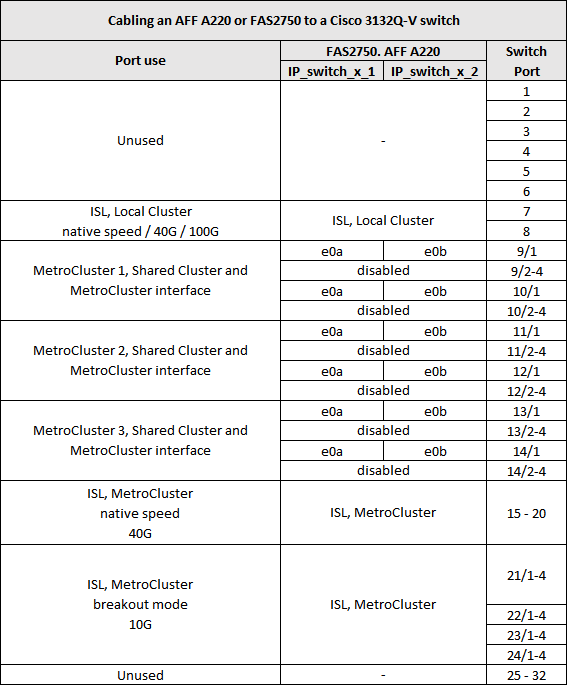 Cabling an AFF A220 or FAS2750 to a Cisco 3132Q-V switch
Port use
FAS2750. AFF A220
Switch
Port
IP_switch_x_1
IP_switch_x_2
Unused
-
1
2
3
4
5
6
ISL, Local Cluster
native speed / 40G / 100G
ISL, Local Cluster
7
8
MetroCluster 1, Shared Cluster and
MetroCluster interface
e0a
e0b
9/1
disabled
9/2-4
e0a
e0b
10/1
disabled
10/2-4
MetroCluster 2, Shared Cluster and
MetroCluster interface
e0a
e0b
11/1
disabled
11/2-4
e0a
e0b
12/1
disabled
12/2-4
MetroCluster 3, Shared Cluster and
MetroCluster interface
e0a
e0b
13/1
disabled
13/2-4
e0a
e0b
14/1
disabled
14/2-4
ISL, MetroCluster
native speed
40G
ISL, MetroCluster
15 - 20
ISL, MetroCluster
breakout mode
10G
ISL, MetroCluster
21/1-4
22/1-4
23/1-4
24/1-4
Unused
-
25 - 32